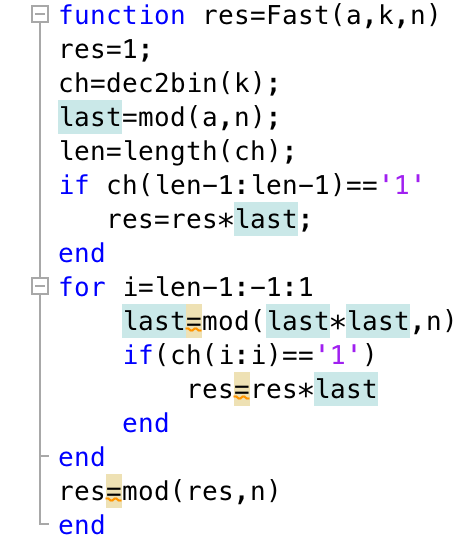 function res=Fast(a,k,n)
res=1;
ch=dec2bin(k);
last=mod(a,n);
len=length(ch);
if ch(len-1:len-1)=='1'
res=res*last;
end
for i=len-1:-1:1
last=mod(last*last,n)
if(ch(i:i)=='1')
res=res*last
end
end
res=mod(res,n)
end